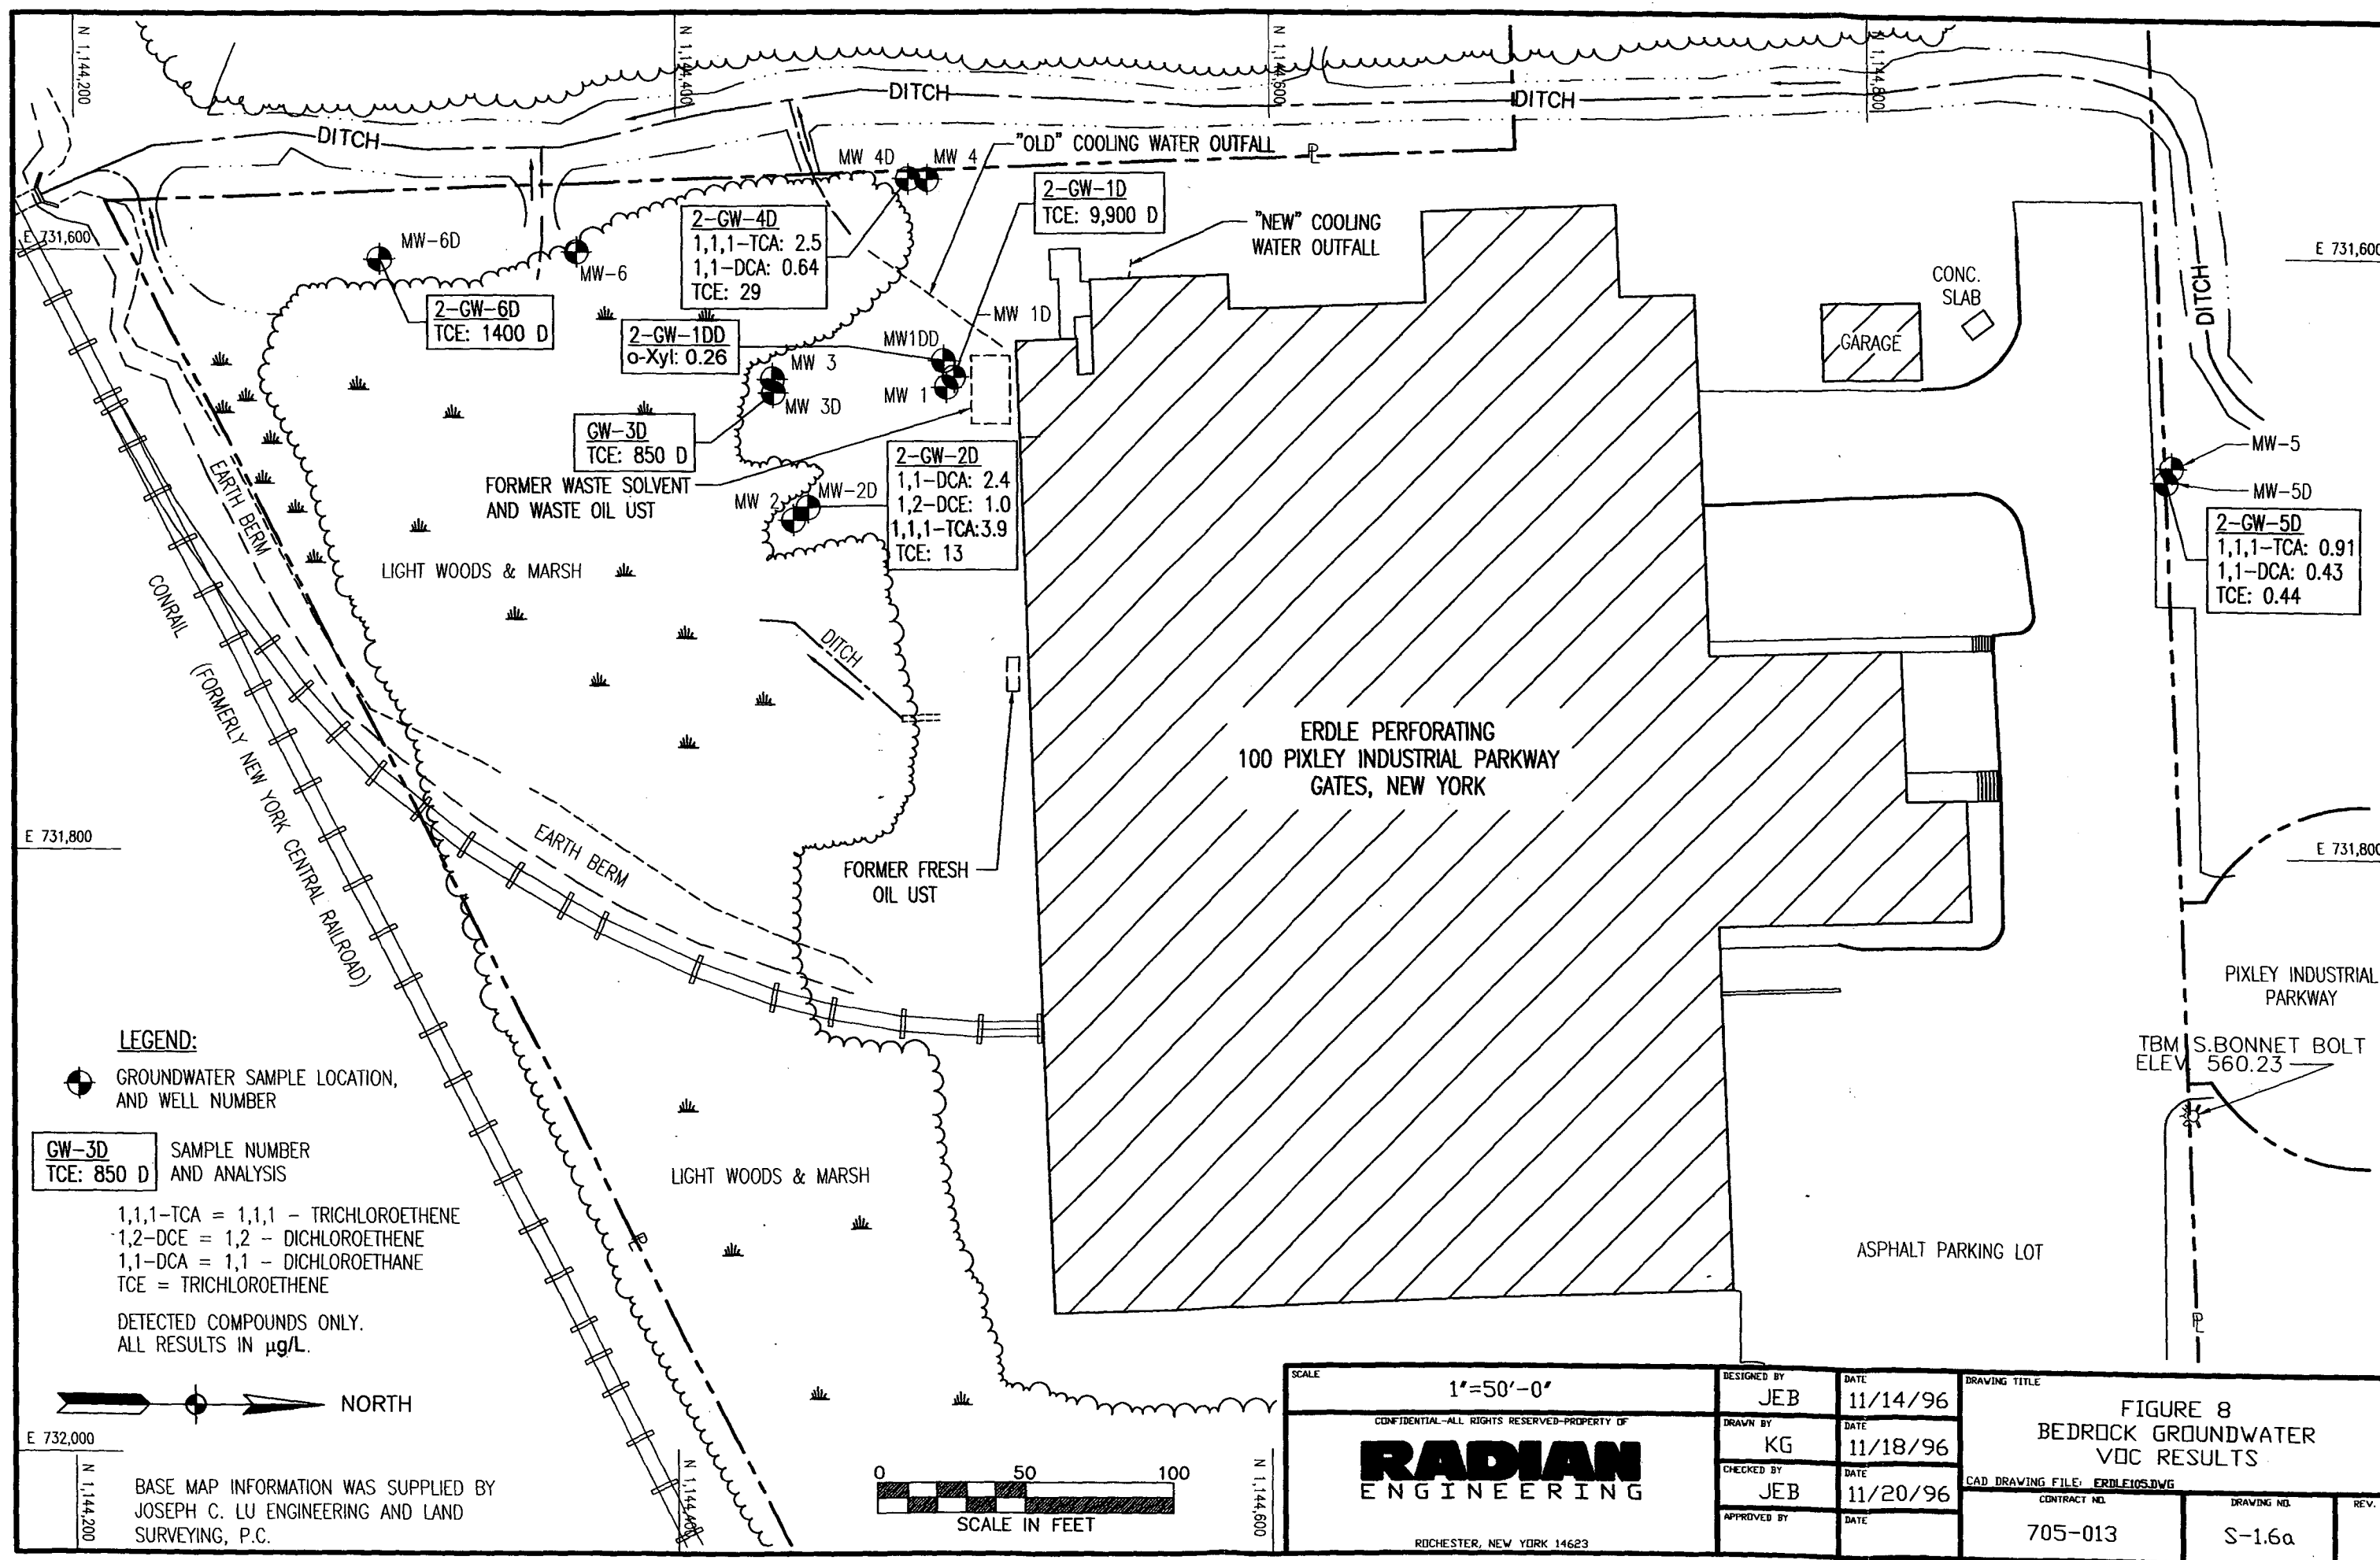 N 1,144,200
N 1,144,400
N 1,144,600
N 1,144,800
DITCH
DITCH
DITCH
DITCH
"OLD" COOLING WATER OUTFALL
PL
MW 4D
MW 4
2-GW-1D
TCE: 9,900 D
2-GW-4D
1,1,1-TCA: 2.5
1,1-DCA: 0.64
TCE: 29
"NEW" COOLING
WATER OUTFALL
E 731,600
E 731,600
MW-6D
MW-6
2-GW-6D
TCE: 1400 D
2-GW-1DD
o-Xyl: 0.26
MW 1D
MW1DD
MW 1
MW 3
MW 3D
CONC.
SLAB
GARAGE
GW-3D
TCE: 850 D
FORMER WASTE SOLVENT
AND WASTE OIL UST
MW 2
MW-2D
2-GW-2D
1,1-DCA: 2.4
1,2-DCE: 1.0
1,1,1-TCA:3.9
TCE: 13
MW-5
MW-5D
2-GW-5D
1,1,1-TCA: 0.91
1,1-DCA: 0.43
TCE: 0.44
EARTH BERM
LIGHT WOODS & MARSH
CONRAIL (FORMERLY NEW YORK CENTRAL RAILROAD)
DITCH
ERDLE PERFORATING
100 PIXLEY INDUSTRIAL PARKWAY
GATES, NEW YORK
E 731,800
E 731,800
EARTH BERM
FORMER FRESH
OIL UST
PIXLEY INDUSTRIAL
PARKWAY
TBM S.BONNET BOLT
ELEV. 560.23
LEGEND:
GROUNDWATER SAMPLE LOCATION,
AND WELL NUMBER
GW-3D
TCE: 850 D
SAMPLE NUMBER
AND ANALYSIS
1,1,1-TCA = 1,1,1 - TRICHLOROETHENE
1,2-DCE = 1,2 - DICHLOROETHENE
1,1-DCA = 1,1 - DICHLOROETHANE
TCE = TRICHLOROETHENE
DETECTED COMPOUNDS ONLY.
ALL RESULTS IN µg/L.
LIGHT WOODS & MARSH
PL
ASPHALT PARKING LOT
PL
NORTH
E 732,000
N 1,144,200
N 1,144,400
N 1,144,600
BASE MAP INFORMATION WAS SUPPLIED BY
JOSEPH C. LU ENGINEERING AND LAND
SURVEYING, P.C.
0 50 100
SCALE IN FEET
SCALE
1"=50'-0"
CONFIDENTIAL-ALL RIGHTS RESERVED-PROPERTY OF
RADIAN
ENGINEERING
ROCHESTER, NEW YORK 14623
DESIGNED BY
JEB
DATE
11/14/96
DRAWN BY
KG
DATE
11/18/96
CHECKED BY
JEB
DATE
11/20/96
APPROVED BY
DATE
DRAWING TITLE
FIGURE 8
BEDROCK GROUNDWATER
VOC RESULTS
CAD DRAWING FILE: ERDLE105.DWG
CONTRACT NO.
705-013
DRAWING NO.
S-1.6a
REV.